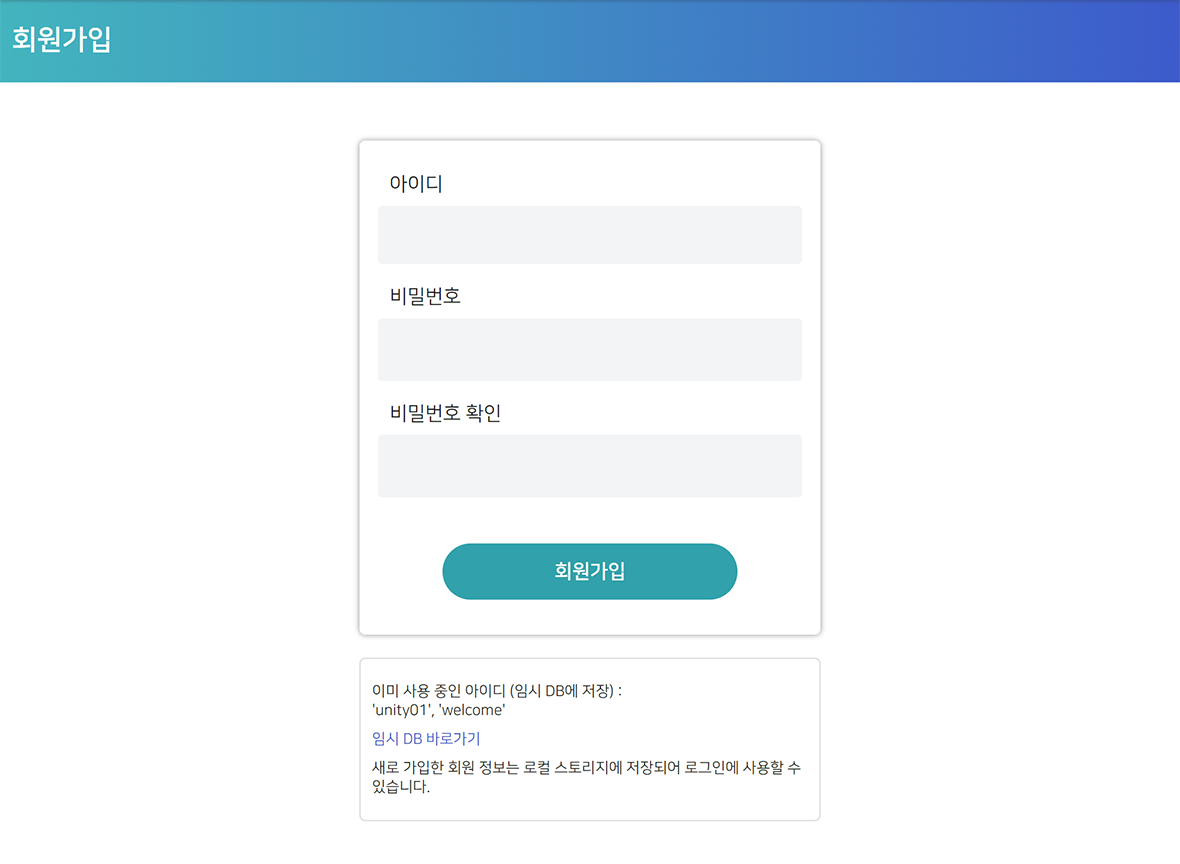 회원가입
아이디
비밀번호
비밀번호 확인
회원가입
이미 사용 중인 아이디 (임시 DB에 저장) :
'unity01', 'welcome'
임시 DB 바로가기
새로 가입한 회원 정보는 로컬 스토리지에 저장되어 로그인에 사용할 수
있습니다.